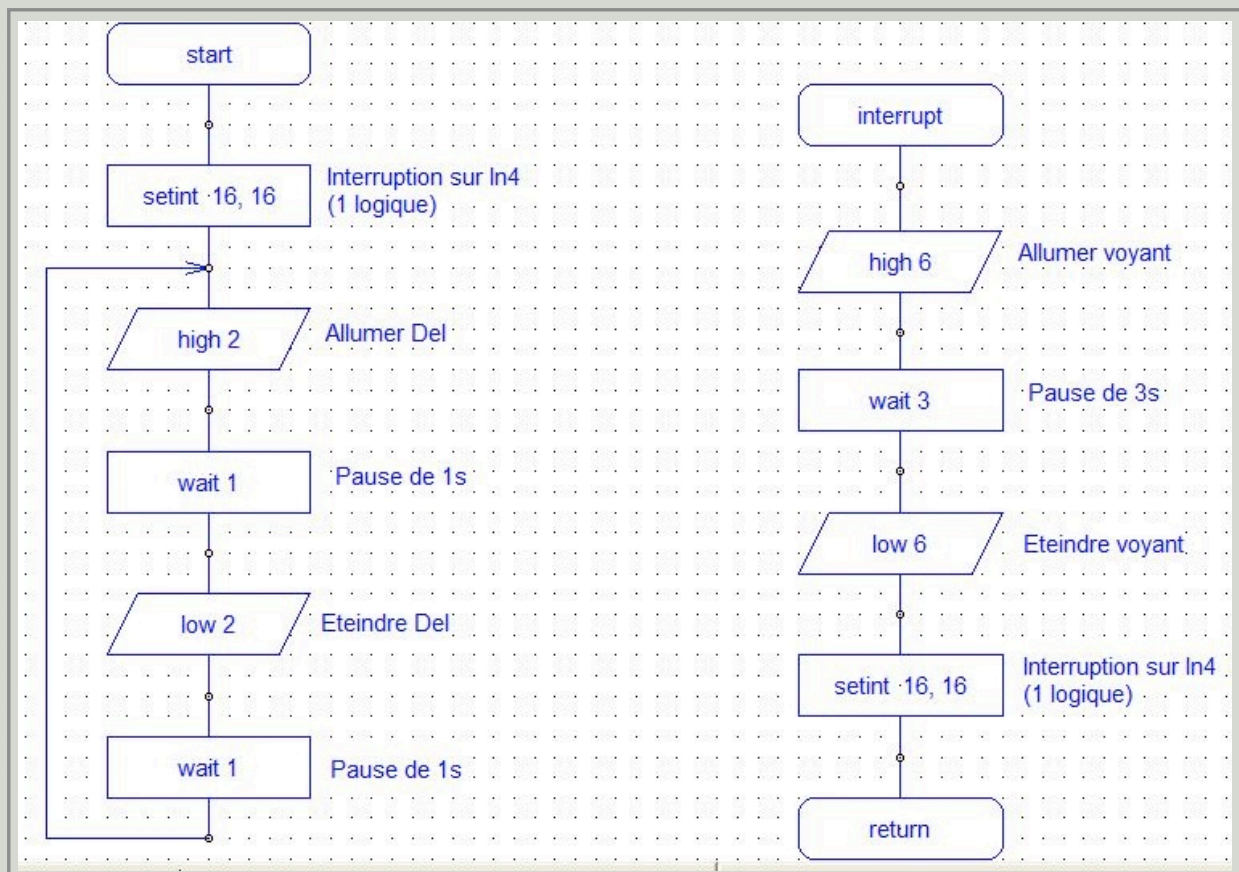 start
setint 16, 16
Interruption sur In4
(1 logique)
high 2
Allumer Del
wait 1
Pause de 1s
low 2
Eteindre Del
wait 1
Pause de 1s
interrupt
high 6
Allumer voyant
wait 3
Pause de 3s
low 6
Eteindre voyant
setint 16, 16
Interruption sur In4
(1 logique)
return